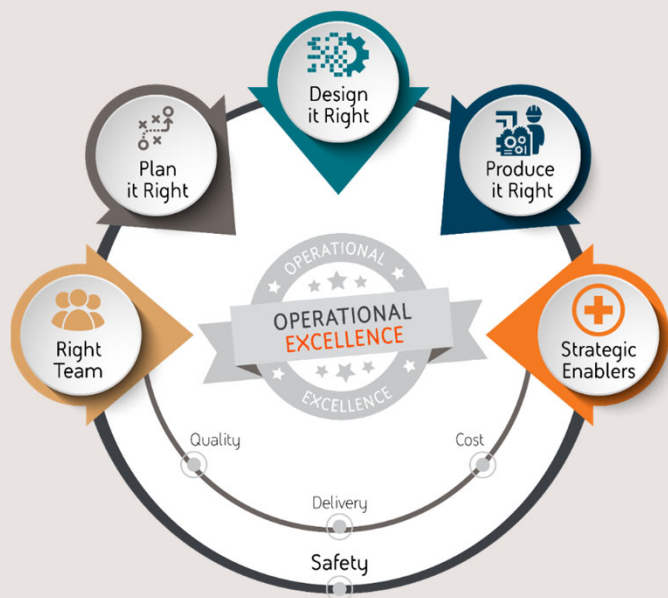 Design
it Right
Plan
it Right
Produce
it Right
Right
Team
Strategic
Enablers
OPERATIONAL
OPERATIONAL
EXCELLENCE
EXCELLENCE
Quality
Cost
Delivery
Safety